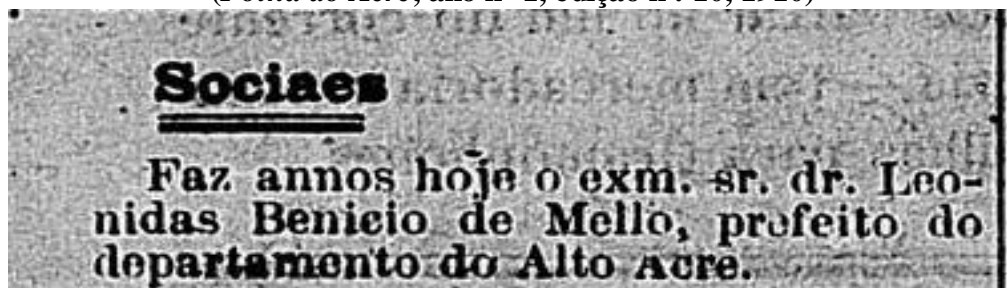 Sociaes
Faz annos hoje o exm. sr. dr. Leo-
nidas Benicio de Mello, prefeito do
departamento do Alto Acre.